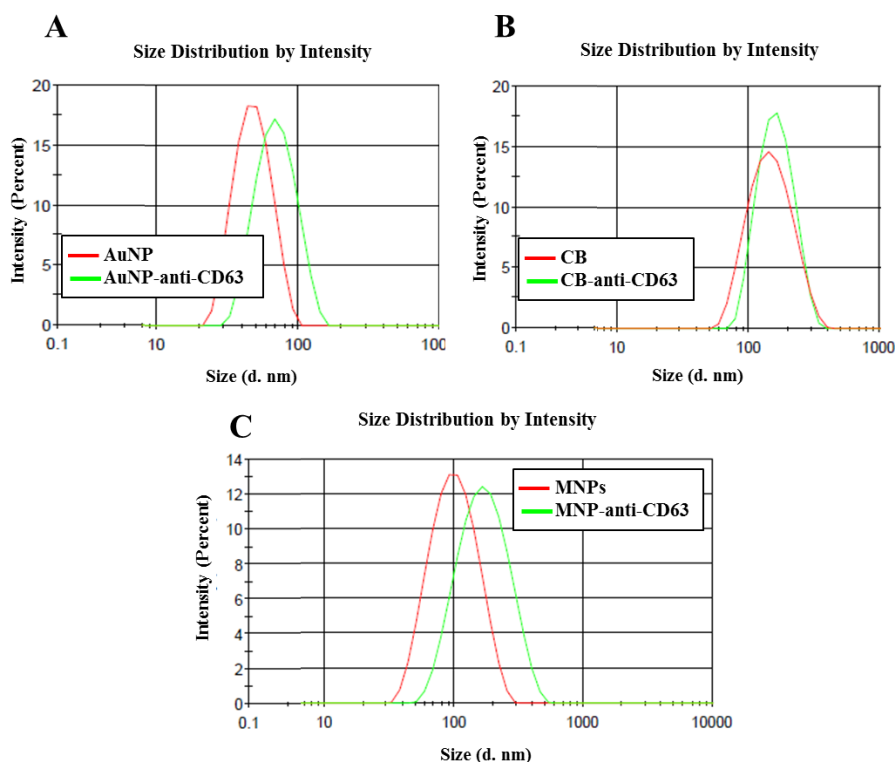 A
Size Distribution by Intensity
Intensity (Percent)
20
15
10
5
0
0.1
10
100
100
AuNP
AuNP-anti-CD63
Size (d. nm)
B
Size Distribution by Intensity
Intensity (Percent)
20
15
10
5
0
0.1
10
100
1000
CB
CB-anti-CD63
Size (d. nm)
C
Size Distribution by Intensity
Intensity (Percent)
14
12
10
8
6
4
2
0
0.1
10
100
1000
10000
MNPs
MNP-anti-CD63
Size (d. nm)